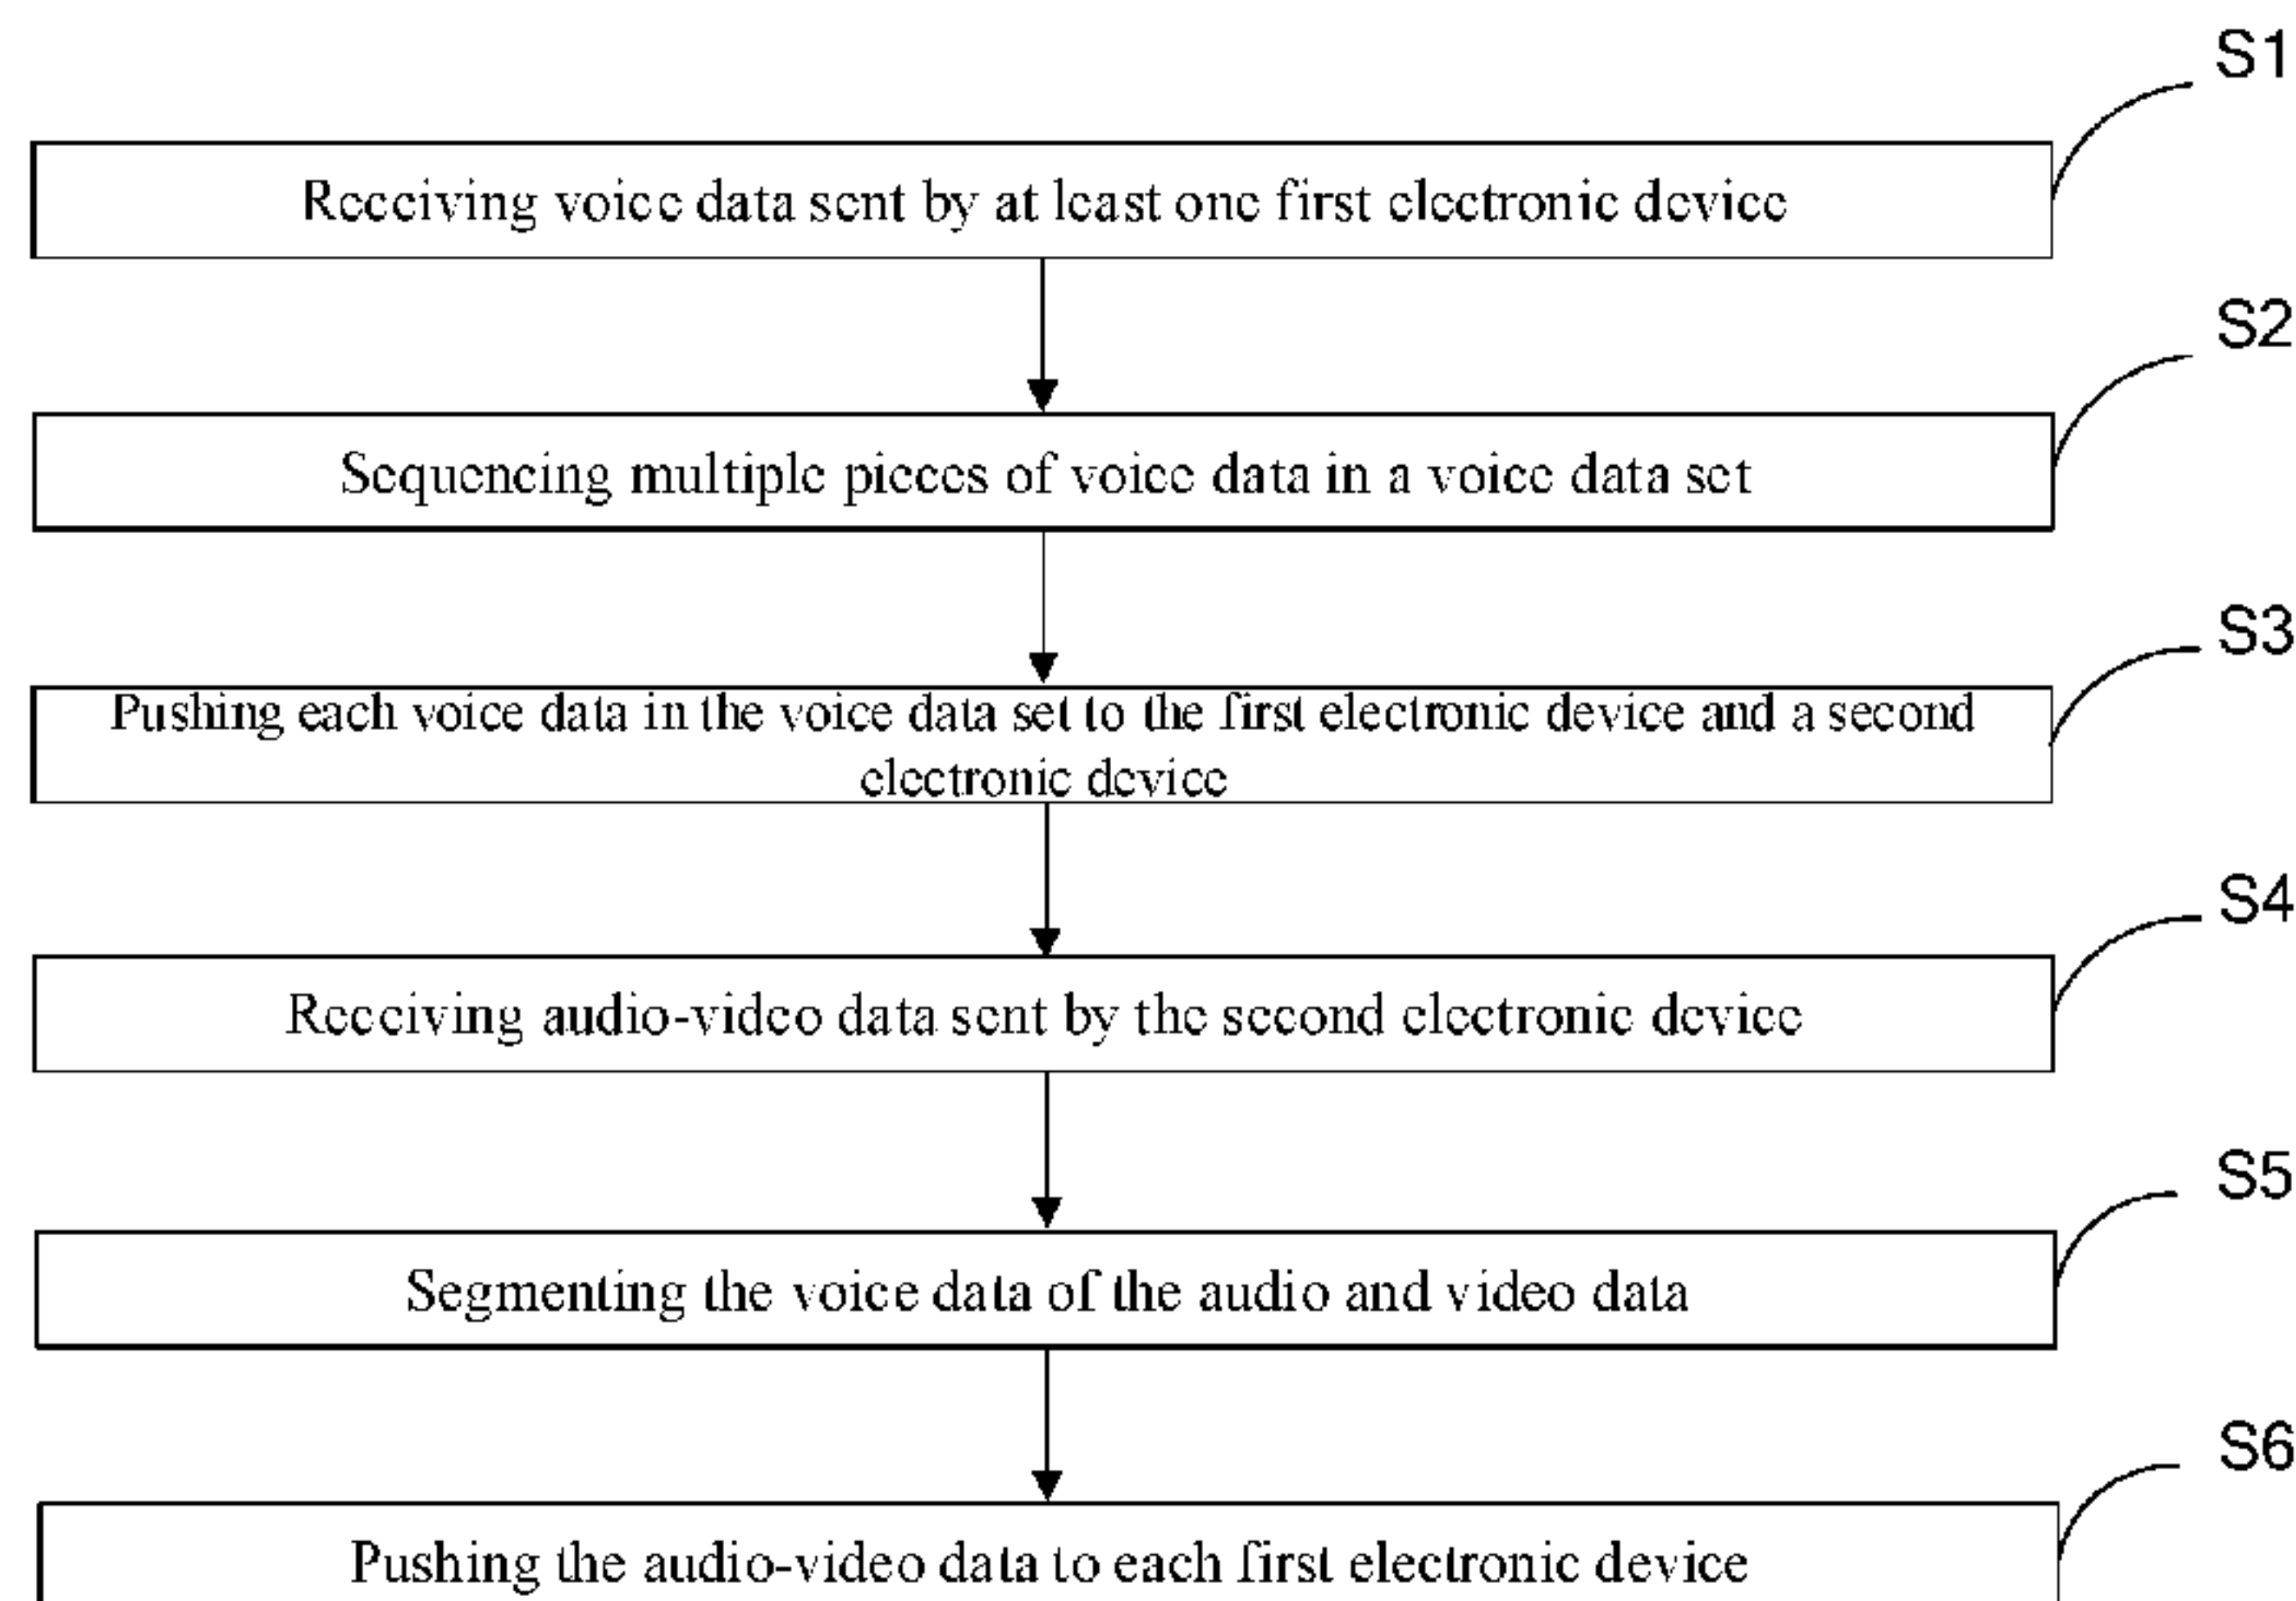 S1
Receiving voice data sent by at least one first electronic device
S2
Sequencing multiple pieces of voice data in a voice data set
S3
Pushing each voice data in the voice data set to the first electronic device and a second
electronic device
S4
Receiving audio-video data sent by the second electronic device
S5
Segmenting the voice data of the audio and video data
S6
Pushing the audio-video data to each first electronic device